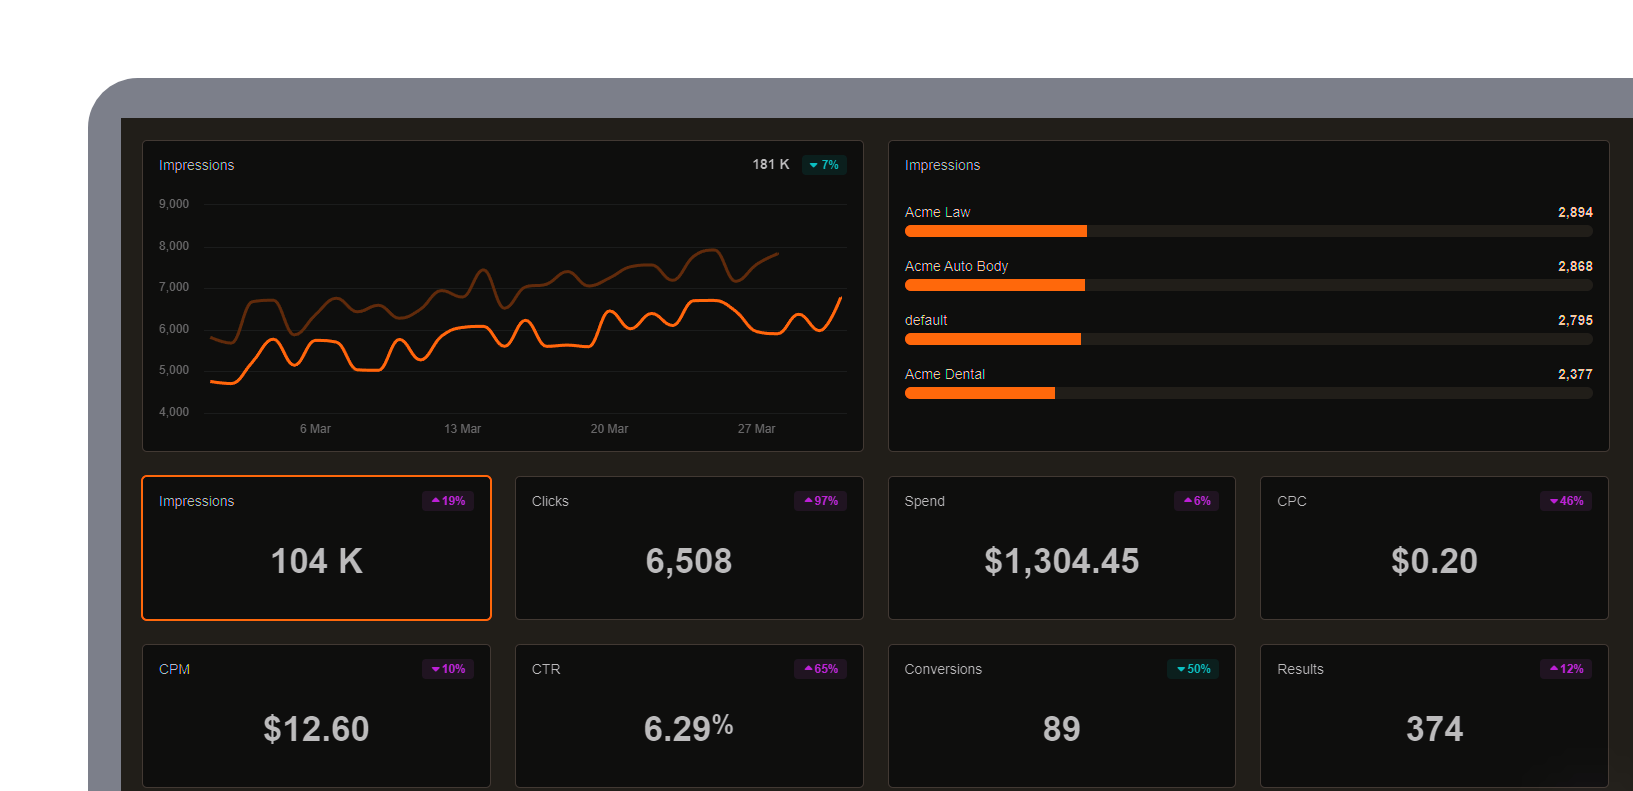 Impressions 181 K 7%
9,000
8,000
7,000
6,000
5,000
4,000
6 Mar 13 Mar 20 Mar 27 Mar
Impressions
Acme Law 2,894
Acme Auto Body 2,868
default 2,795
Acme Dental 2,377
Impressions 19%
104 K
Clicks 97%
6,508
Spend 6%
$1,304.45
CPC 46%
$0.20
CPM 10%
$12.60
CTR 65%
6.29%
Conversions 50%
89
Results 12%
374